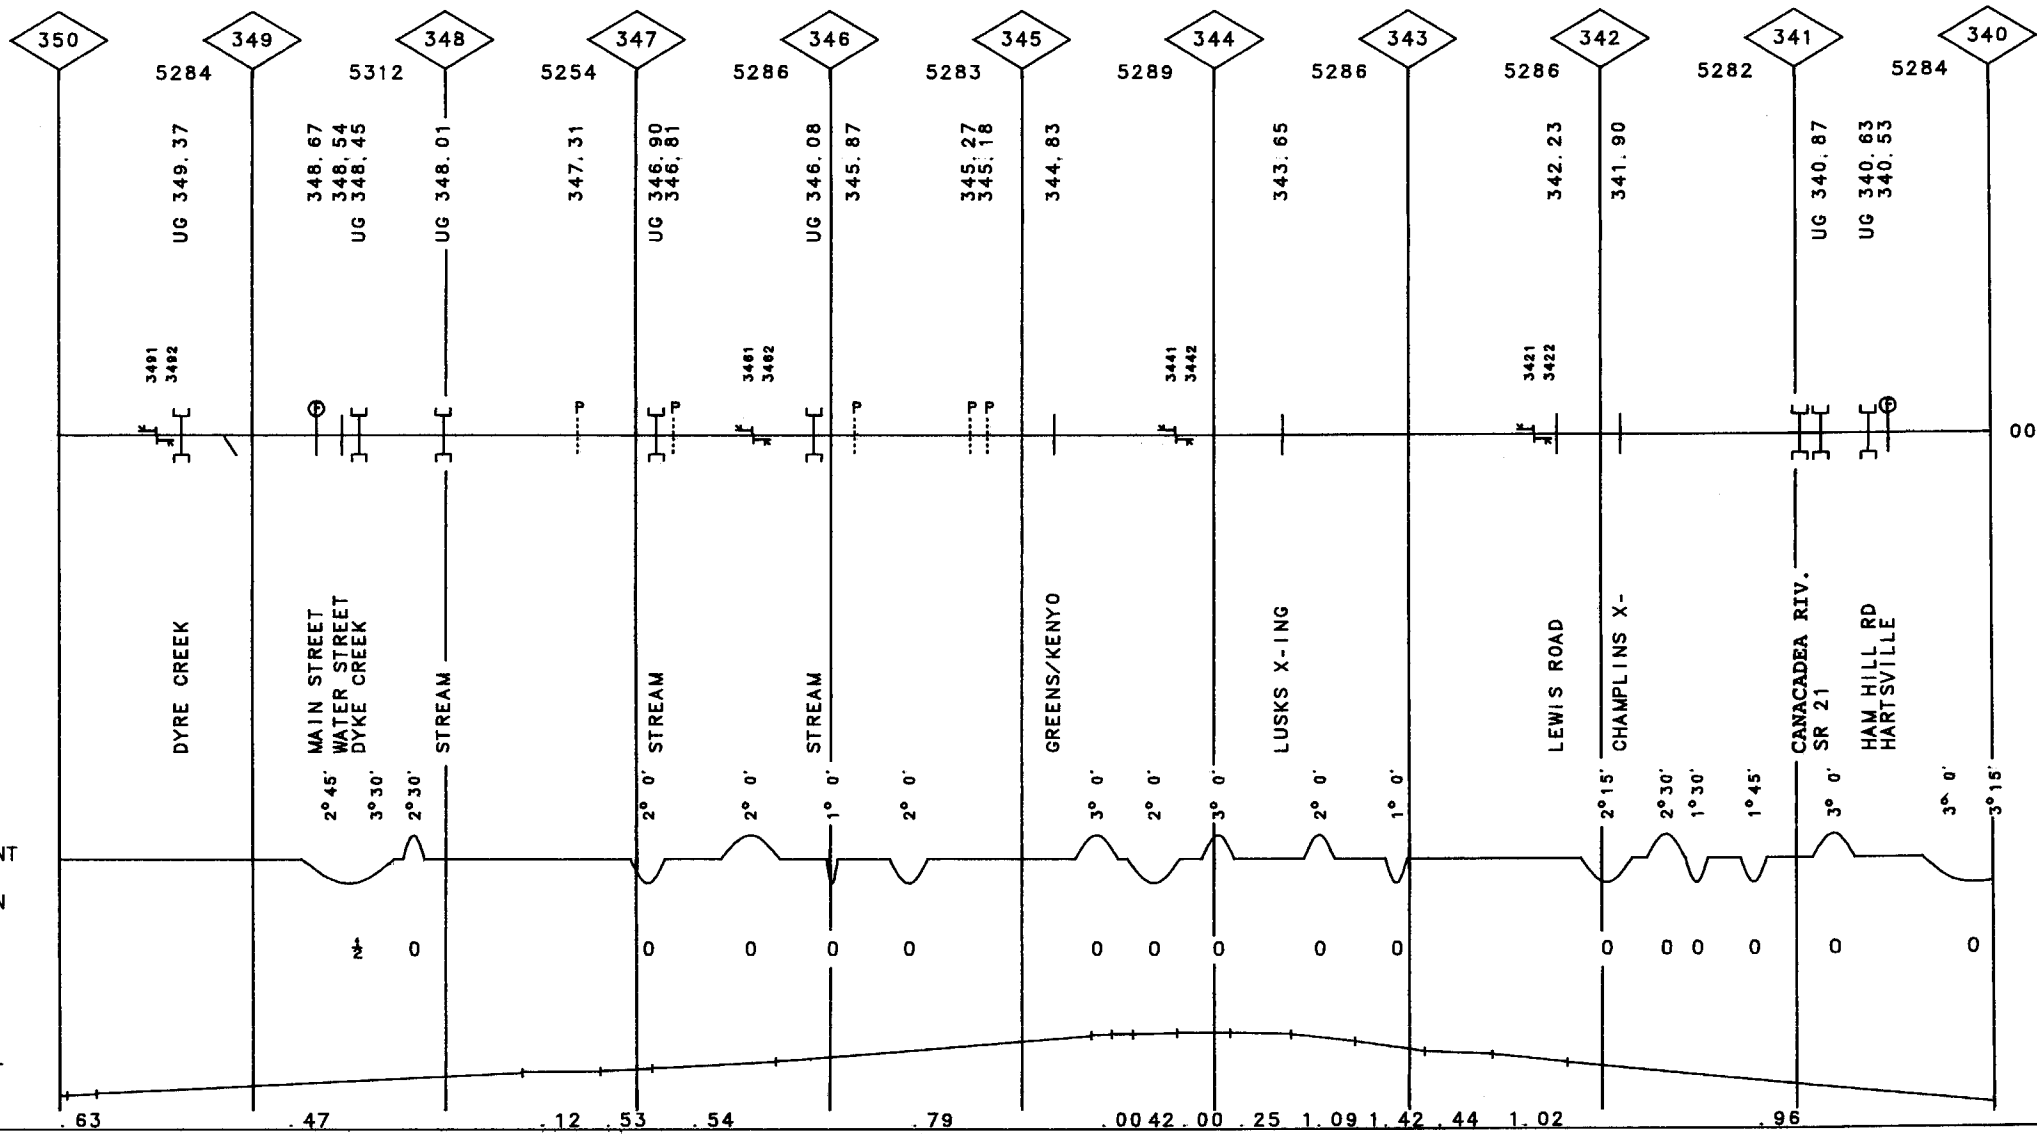 350 349 348 347 346 345 344 343 342 341 340
5284 5312 5254 5286 5283 5289 5286 5286 5282 5284
UG 349.37
348.67
348.54
UG 348.45
UG 348.01
347.31
UG 346.90
346.81
UG 346.08
345.87
345.27
345.18
344.83
343.65
342.23
341.90
UG 340.87
UG 340.63
340.53
3491
3492
3461
3462
3441
3442
3421
3422
P P P P P
00
DYRE CREEK
MAIN STREET
WATER STREET
DYKE CREEK
STREAM
STREAM
STREAM
GREENS/KENYO
LUSKS X-ING
LEWIS ROAD
CHAMPLINS X-
CANACADEA RIV.
SR 21
HAM HILL RD
HARTSVILLE
2°45' 3°30' 2°30' 2° 0' 2° 0' 1° 0' 2° 0' 3° 0' 2° 0' 3° 0' 2° 0' 1° 0' 2°15' 2°30' 1°30' 1°45' 3° 0' 3° 0' 3°15'
NT
N
0 0 0 0 0 0 0 0 0 0 0 0 0 0 0 0
.63 .47 .12 .53 .54 .79 .00 42 .00 .25 1.09 1.42 .44 1.02 .96